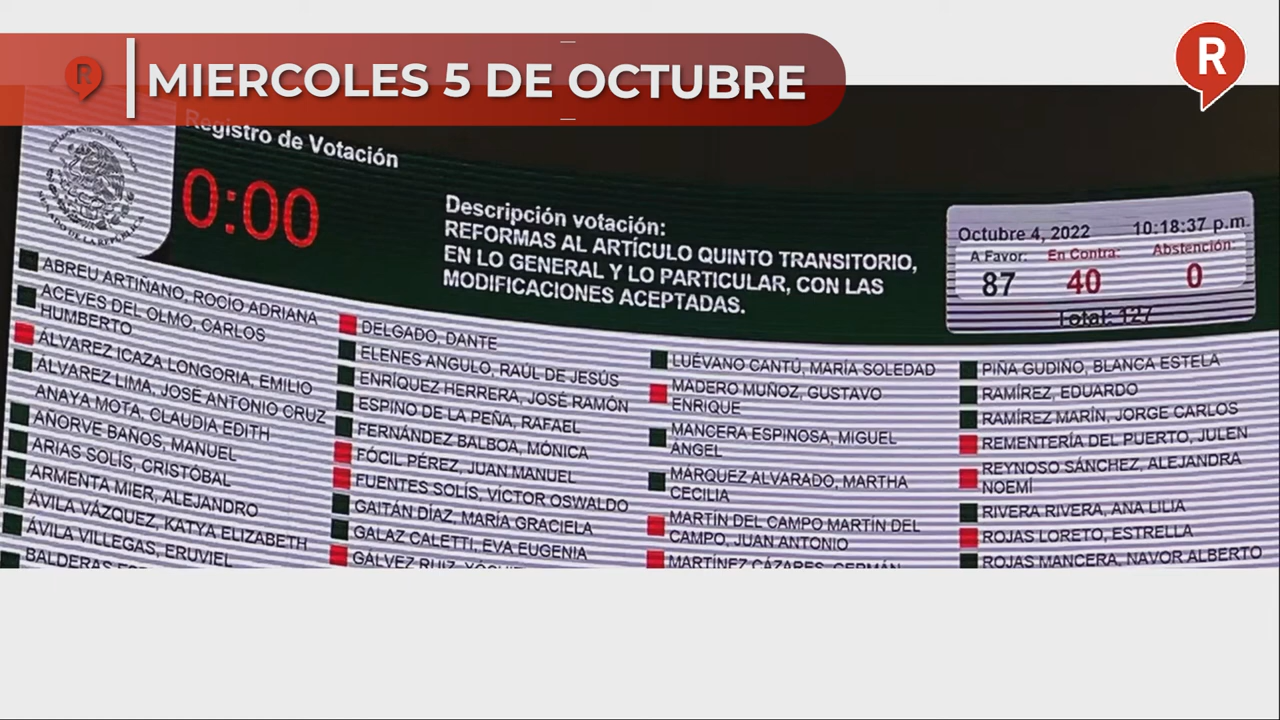 R
MIERCOLES 5 DE OCTUBRE
R
Registro de Votación
0:00
Descripción votación:
REFORMAS AL ARTÍCULO QUINTO TRANSITORIO,
EN LO GENERAL Y LO PARTICULAR, CON LAS
MODIFICACIONES ACEPTADAS.
Octubre 4, 2022 10:18:37 p.m.
A Favor: En Contra: Abstención:
87 40 0
Total: 127
ABREU ARTIÑANO, ROCÍO ADRIANA
ACEVES DEL OLMO, CARLOS
HUMBERTO
ÁLVAREZ ICAZA LONGORIA, EMILIO
ÁLVAREZ LIMA, JOSÉ ANTONIO CRUZ
ANAYA MOTA, CLAUDIA EDITH
AÑORVE BAÑOS, MANUEL
ARIAS SOLÍS, CRISTÓBAL
ARMENTA MIER, ALEJANDRO
ÁVILA VÁZQUEZ, KATYA ELIZABETH
ÁVILA VILLEGAS, ERUVIEL
BALDERAS
DELGADO, DANTE
ELENES ANGULO, RAÚL DE JESÚS
ENRÍQUEZ HERRERA, JOSÉ RAMÓN
ESPINO DE LA PEÑA, RAFAEL
FERNÁNDEZ BALBOA, MÓNICA
FÓCIL PÉREZ, JUAN MANUEL
FUENTES SOLÍS, VÍCTOR OSWALDO
GAITÁN DÍAZ, MARÍA GRACIELA
GALAZ CALETTI, EVA EUGENIA
GÁLVEZ RUIZ,
LUÉVANO CANTÚ, MARÍA SOLEDAD
MADERO MUÑOZ, GUSTAVO
ENRIQUE
MANCERA ESPINOSA, MIGUEL
ÁNGEL
MÁRQUEZ ALVARADO, MARTHA
CECILIA
MARTÍN DEL CAMPO MARTÍN DEL
CAMPO, JUAN ANTONIO
MARTÍNEZ CÁZARES, GERMÁN
PIÑA GUDIÑO, BLANCA ESTELA
RAMÍREZ, EDUARDO
RAMÍREZ MARÍN, JORGE CARLOS
REMENTERÍA DEL PUERTO, JULEN
REYNOSO SÁNCHEZ, ALEJANDRA
NOEMÍ
RIVERA RIVERA, ANA LILIA
ROJAS LORETO, ESTRELLA
ROJAS MANCERA, NAVOR ALBERTO